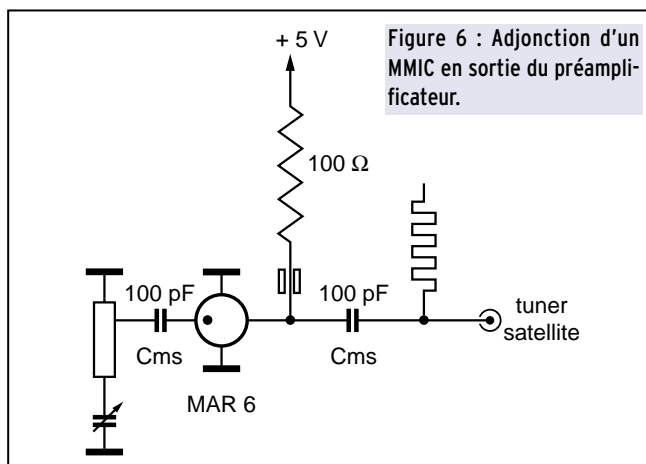 + 5 V
Figure 6 : Adjonction d'un
MMIC en sortie du préampli-
ficateur.
100 Ω
100 pF
100 pF
tuner
satellite
Cms
Cms
MAR 6